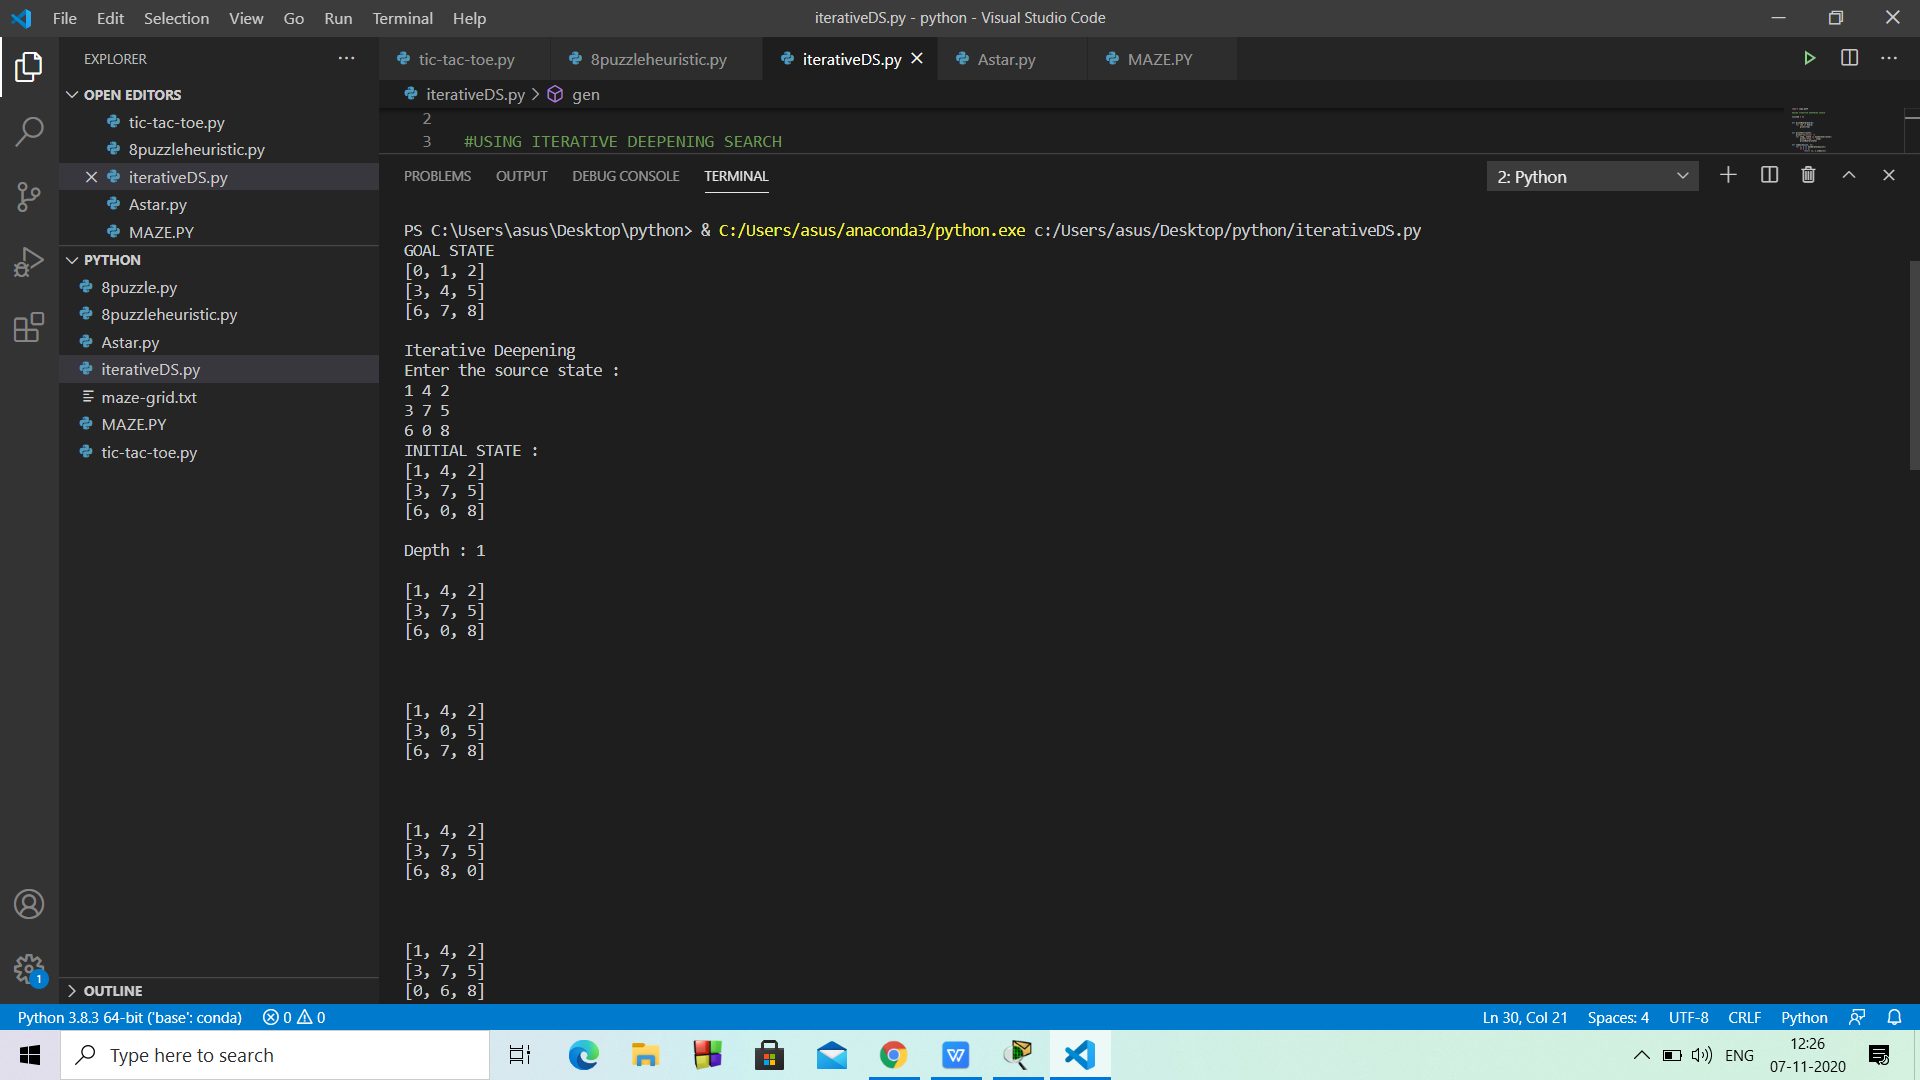 File Edit Selection View Go Run Terminal Help
iterativeDS.py - python - Visual Studio Code
EXPLORER
OPEN EDITORS
tic-tac-toe.py
8puzzleheuristic.py
iterativeDS.py
Astar.py
MAZE.PY
PYTHON
8puzzle.py
8puzzleheuristic.py
Astar.py
iterativeDS.py
maze-grid.txt
MAZE.PY
tic-tac-toe.py
OUTLINE
tic-tac-toe.py 8puzzleheuristic.py iterativeDS.py Astar.py MAZE.PY
iterativeDS.py > gen
2
3 #USING ITERATIVE DEEPENING SEARCH
PROBLEMS OUTPUT DEBUG CONSOLE TERMINAL 2: Python
PS C:\Users\asus\Desktop\python> & C:/Users/asus/anaconda3/python.exe c:/Users/asus/Desktop/python/iterativeDS.py
GOAL STATE
[0, 1, 2]
[3, 4, 5]
[6, 7, 8]
Iterative Deepening
Enter the source state :
1 4 2
3 7 5
6 0 8
INITIAL STATE :
[1, 4, 2]
[3, 7, 5]
[6, 0, 8]
Depth : 1
[1, 4, 2]
[3, 7, 5]
[6, 0, 8]
[1, 4, 2]
[3, 0, 5]
[6, 7, 8]
[1, 4, 2]
[3, 7, 5]
[6, 8, 0]
[1, 4, 2]
[3, 7, 5]
[0, 6, 8]
1
Python 3.8.3 64-bit ('base': conda) 0 0 Ln 30, Col 21 Spaces: 4 UTF-8 CRLF Python
Type here to search
ENG
12:26
07-11-2020